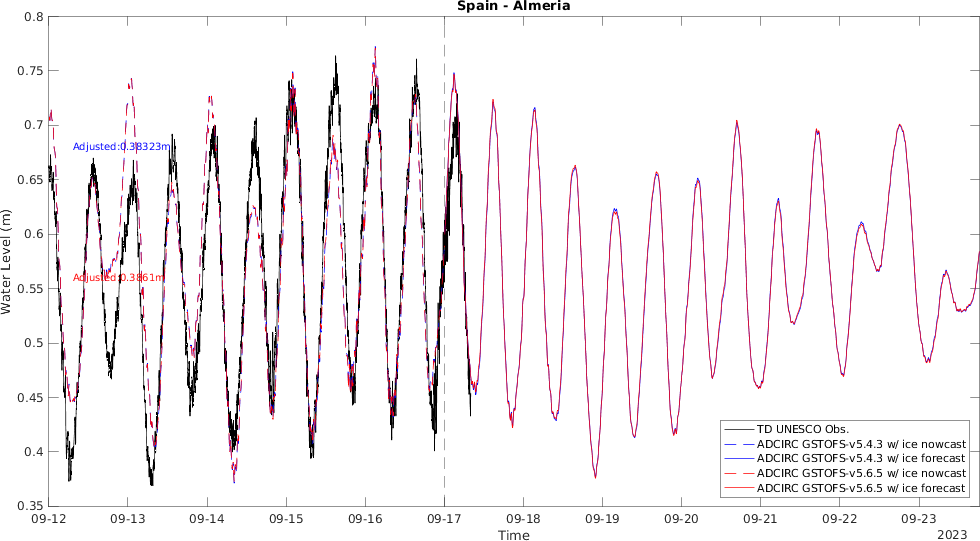 Spain - Almeria
0.8
0.75
0.7
0.65
0.6
0.55
0.5
0.45
0.4
0.35
Water Level (m)
Adjusted:0.38323m
Adjusted:0.3861m
TD UNESCO Obs.
ADCIRC GSTOFS-v5.4.3 w/ ice nowcast
ADCIRC GSTOFS-v5.4.3 w/ ice forecast
ADCIRC GSTOFS-v5.6.5 w/ ice nowcast
ADCIRC GSTOFS-v5.6.5 w/ ice forecast
09-12 09-13 09-14 09-15 09-16 09-17 09-18 09-19 09-20 09-21 09-22 09-23
Time
2023